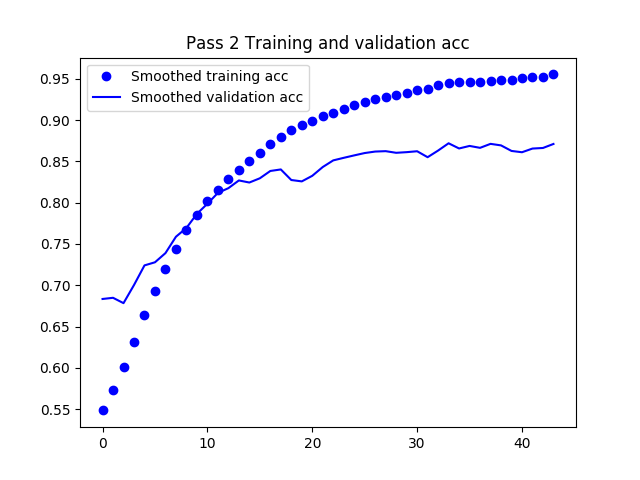 Pass 2 Training and validation acc
Smoothed training acc
Smoothed validation acc
0.95
0.90
0.85
0.80
0.75
0.70
0.65
0.60
0.55
0 10 20 30 40